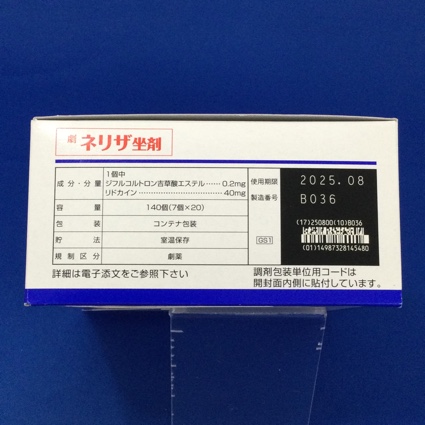 劇 ネリザ坐剤
成分・分量 1個中
ジフルコルトロン吉草酸エステル……0.2mg
リドカイン……………………40mg
容量 140個(7個×20)
包装 コンテナ包装
貯法 室温保存
規制区分 劇薬
使用期限 2025.08
製造番号 B036
(17)250800(10)B036
GS1
(01)14987328145480
詳細は電子添文をご参照下さい
調剤包装単位用コードは
開封面内側に貼付しています。